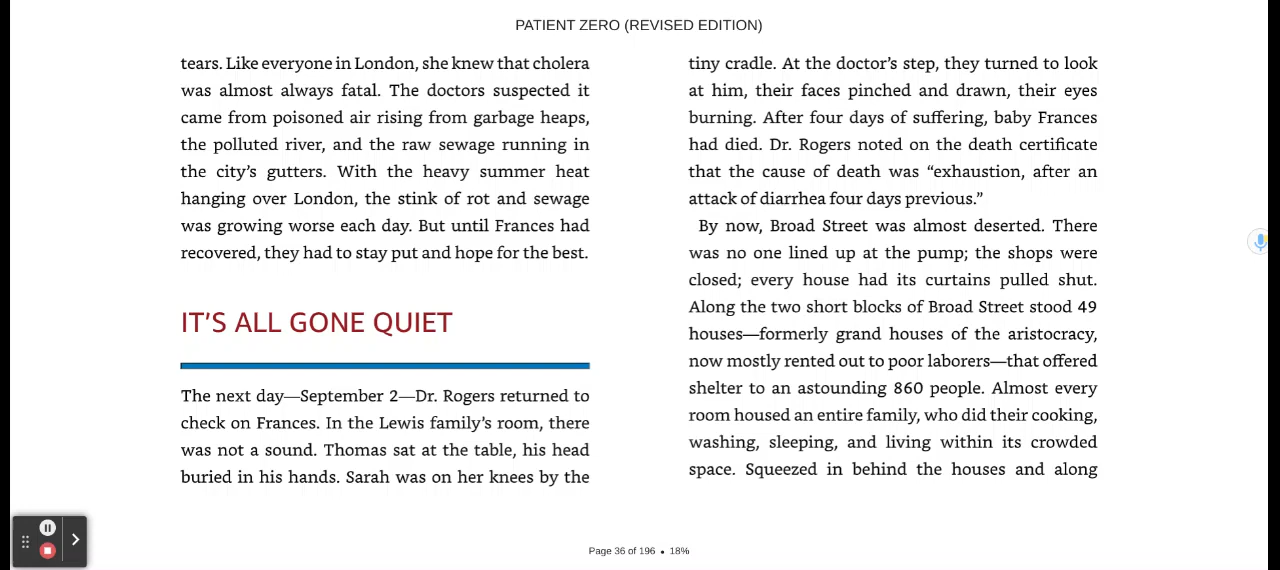 PATIENT ZERO (REVISED EDITION)
tears. Like everyone in London, she knew that cholera
was almost always fatal. The doctors suspected it
came from poisoned air rising from garbage heaps,
the polluted river, and the raw sewage running in
the city’s gutters. With the heavy summer heat
hanging over London, the stink of rot and sewage
was growing worse each day. But until Frances had
recovered, they had to stay put and hope for the best.
IT’S ALL GONE QUIET
The next day—September 2—Dr. Rogers returned to
check on Frances. In the Lewis family’s room, there
was not a sound. Thomas sat at the table, his head
buried in his hands. Sarah was on her knees by the
tiny cradle. At the doctor’s step, they turned to look
at him, their faces pinched and drawn, their eyes
burning. After four days of suffering, baby Frances
had died. Dr. Rogers noted on the death certificate
that the cause of death was “exhaustion, after an
attack of diarrhea four days previous.”
By now, Broad Street was almost deserted. There
was no one lined up at the pump; the shops were
closed; every house had its curtains pulled shut.
Along the two short blocks of Broad Street stood 49
houses—formerly grand houses of the aristocracy,
now mostly rented out to poor laborers—that offered
shelter to an astounding 860 people. Almost every
room housed an entire family, who did their cooking,
washing, sleeping, and living within its crowded
space. Squeezed in behind the houses and along
Page 36 of 196 • 18%